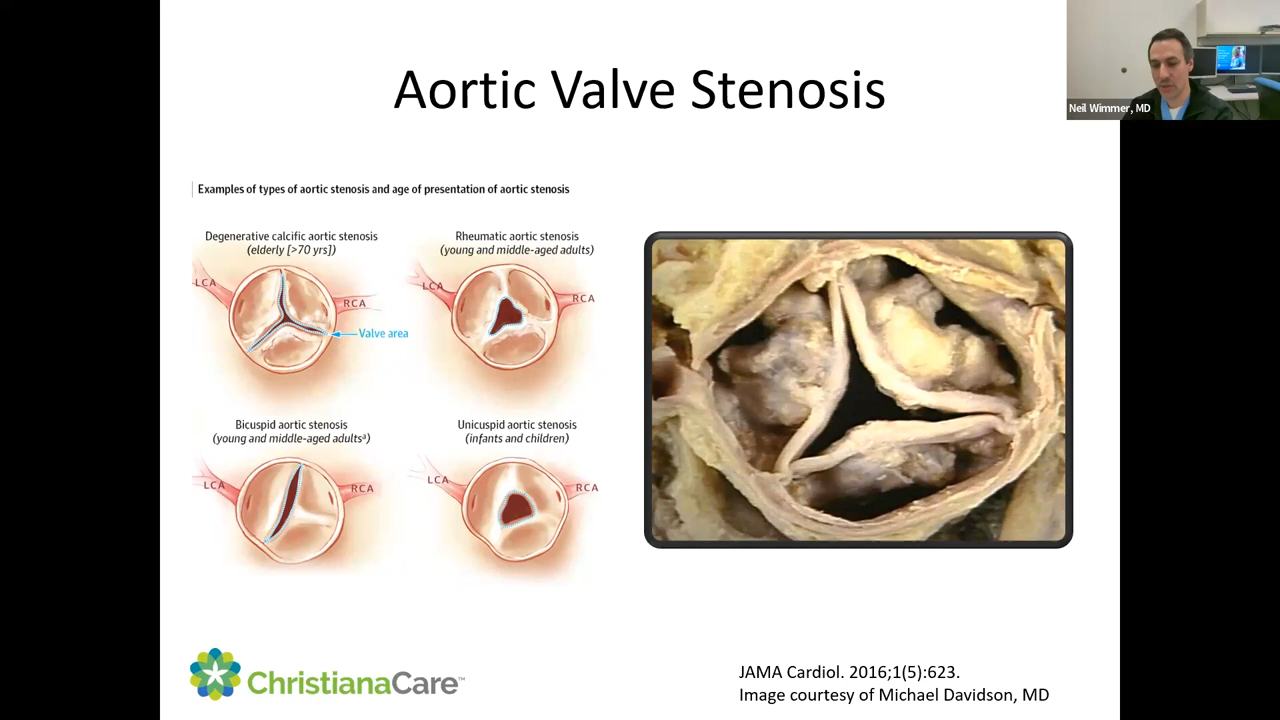 Aortic Valve Stenosis
Neil Wimmer, MD
Examples of types of aortic stenosis and age of presentation of aortic stenosis
Degenerative calcific aortic stenosis
(elderly [>70 yrs])
LCA
RCA
Valve area
Rheumatic aortic stenosis
(young and middle-aged adults)
LCA
RCA
Bicuspid aortic stenosis
(young and middle-aged adultsᵃ)
LCA
RCA
Unicuspid aortic stenosis
(infants and children)
LCA
RCA
ChristianaCare™
JAMA Cardiol. 2016;1(5):623.
Image courtesy of Michael Davidson, MD